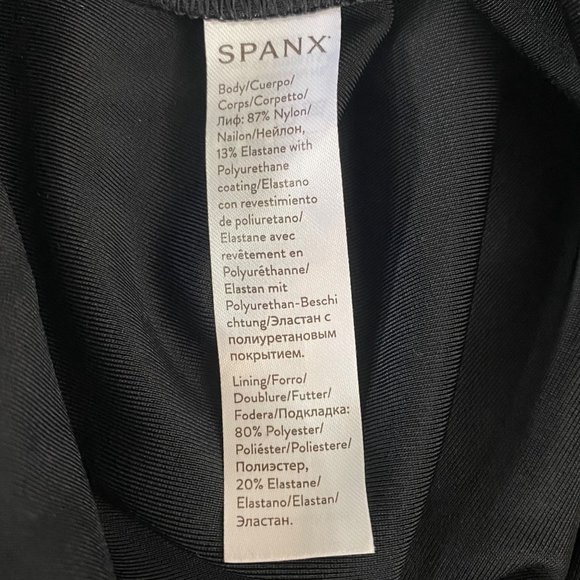 SPANX
Body/Cuerpo/
Corps/Corpetto/
Лиф: 87% Nylon/
Nailon/Нейлон,
13% Elastane with
Polyurethane
coating/Elastano
con revestimiento
de poliuretano/
Elastane avec
revêtement en
Polyuréthanne/
Elastan mit
Polyurethan-Beschi
chtung/Эластан с
полиуретановым
покрытием.
Lining/Forro/
Doublure/Futter/
Fodera/Подкладка:
80% Polyester/
Poliéster/Poliestere/
Полиэстер,
20% Elastane/
Elastano/Elastan/
Эластан.